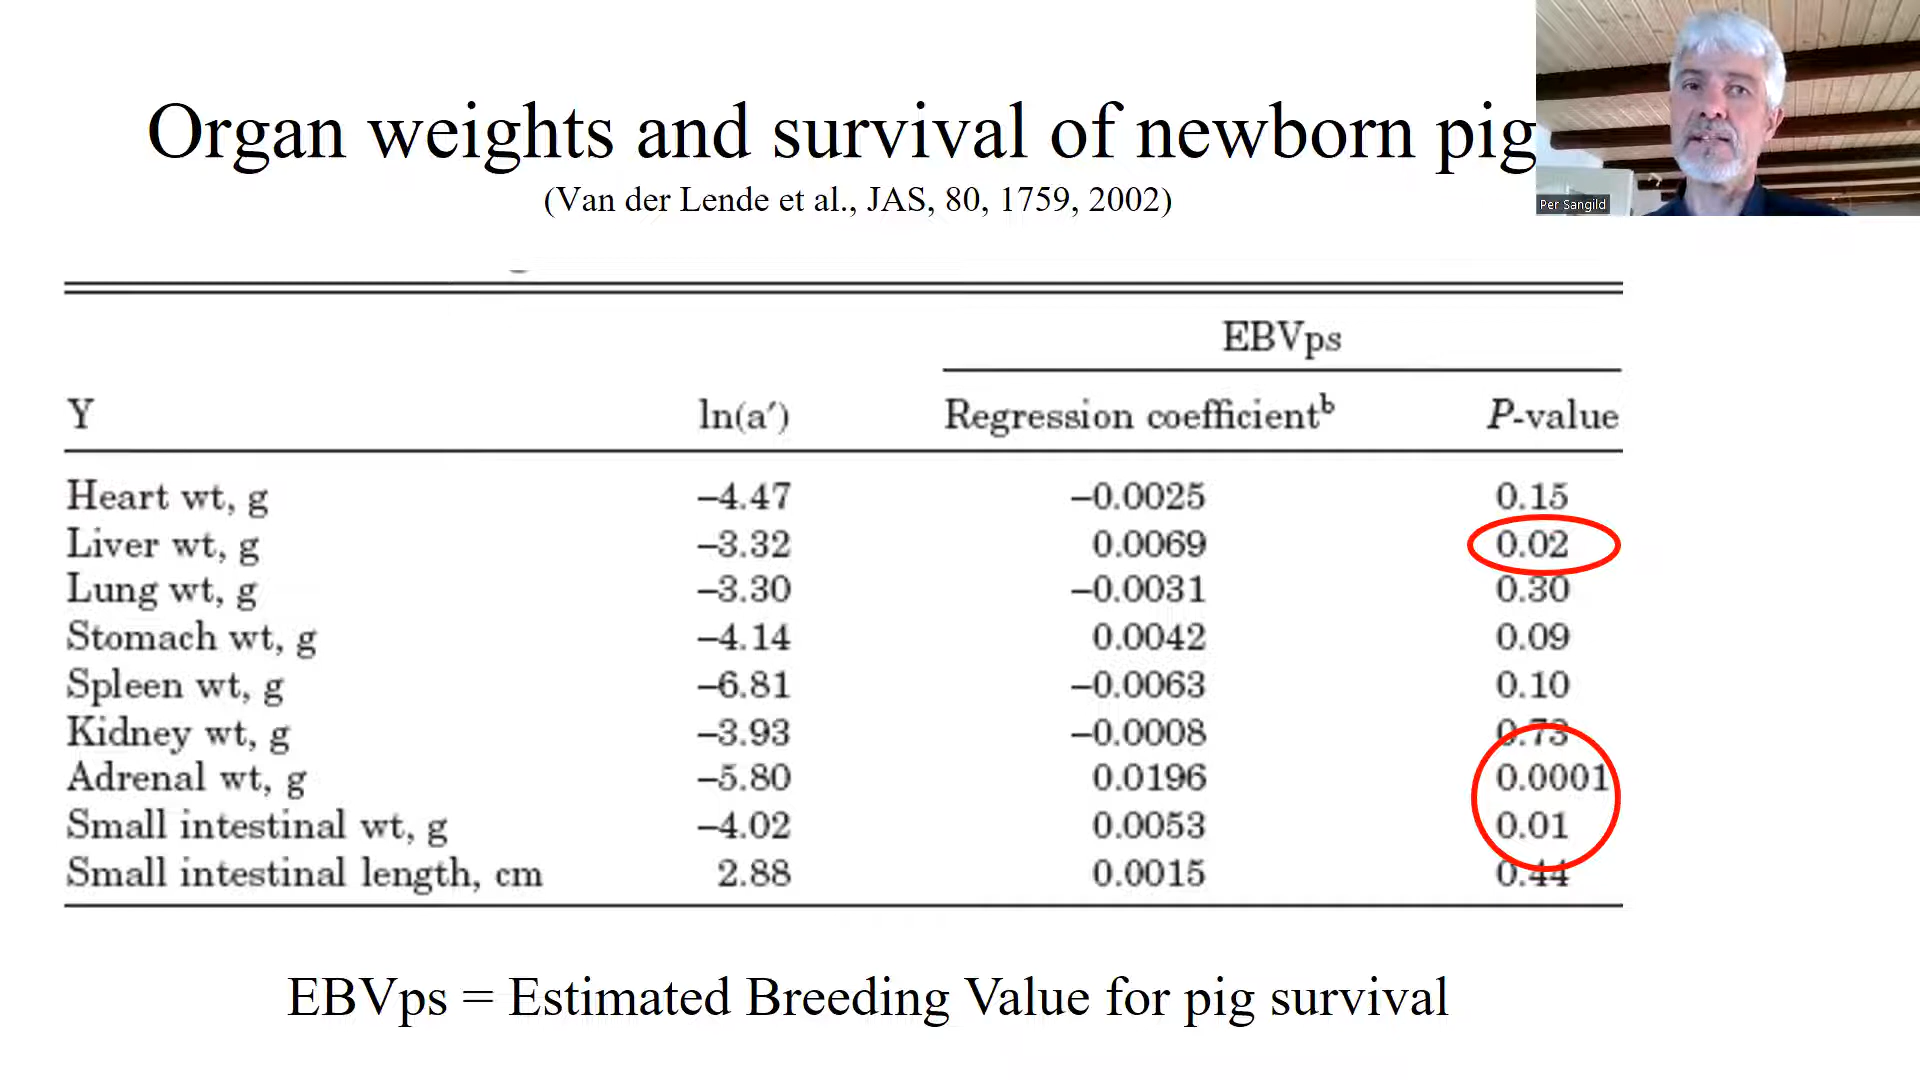 Organ weights and survival of newborn pig
(Van der Lende et al., JAS, 80, 1759, 2002)
Per Sangild
EBVps
Y ln(a′) Regression coefficientᵇ P-value
Heart wt, g –4.47 –0.0025 0.15
Liver wt, g –3.32 0.0069 0.02
Lung wt, g –3.30 –0.0031 0.30
Stomach wt, g –4.14 0.0042 0.09
Spleen wt, g –6.81 –0.0063 0.10
Kidney wt, g –3.93 –0.0008 0.73
Adrenal wt, g –5.80 0.0196 0.0001
Small intestinal wt, g –4.02 0.0053 0.01
Small intestinal length, cm 2.88 0.0015 0.44
EBVps = Estimated Breeding Value for pig survival